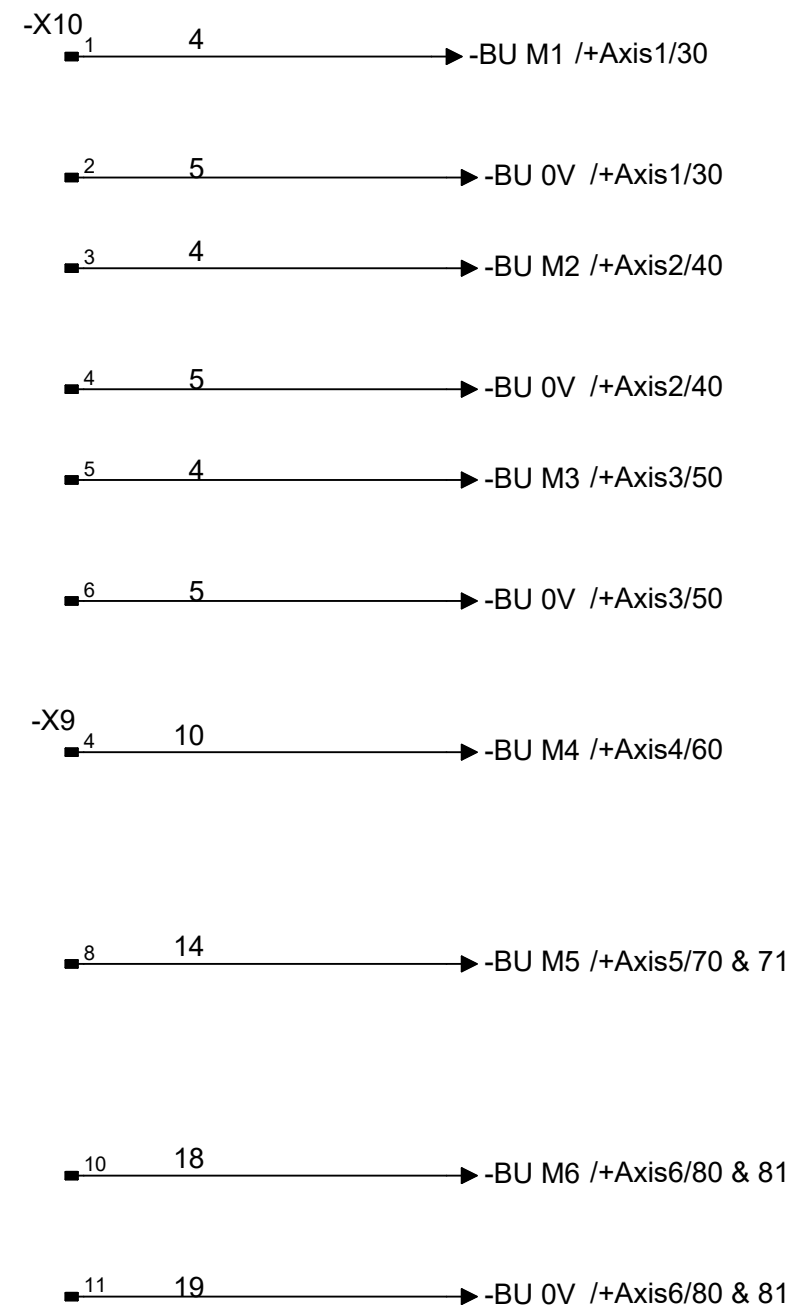 -X10
1 4 -BU M1 /+Axis1/30
2 5 -BU 0V /+Axis1/30
3 4 -BU M2 /+Axis2/40
4 5 -BU 0V /+Axis2/40
5 4 -BU M3 /+Axis3/50
6 5 -BU 0V /+Axis3/50
-X9
4 10 -BU M4 /+Axis4/60
8 14 -BU M5 /+Axis5/70 & 71
10 18 -BU M6 /+Axis6/80 & 81
11 19 -BU 0V /+Axis6/80 & 81